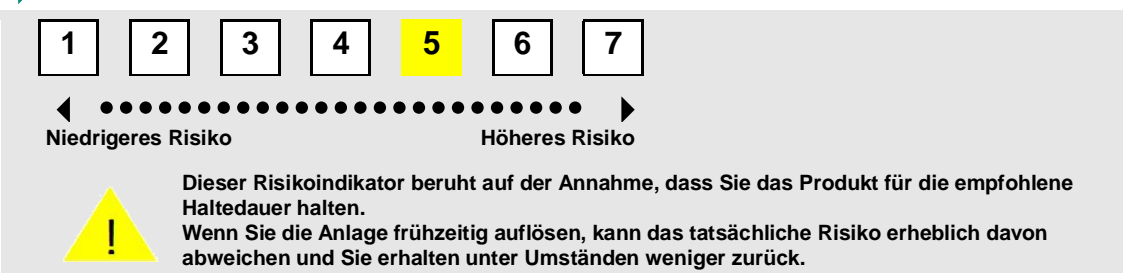 1 2 3 4 5 6 7
Niedrigeres Risiko Höheres Risiko
Dieser Risikoindikator beruht auf der Annahme, dass Sie das Produkt für die empfohlene
Haltedauer halten.
Wenn Sie die Anlage frühzeitig auflösen, kann das tatsächliche Risiko erheblich davon
abweichen und Sie erhalten unter Umständen weniger zurück.
!